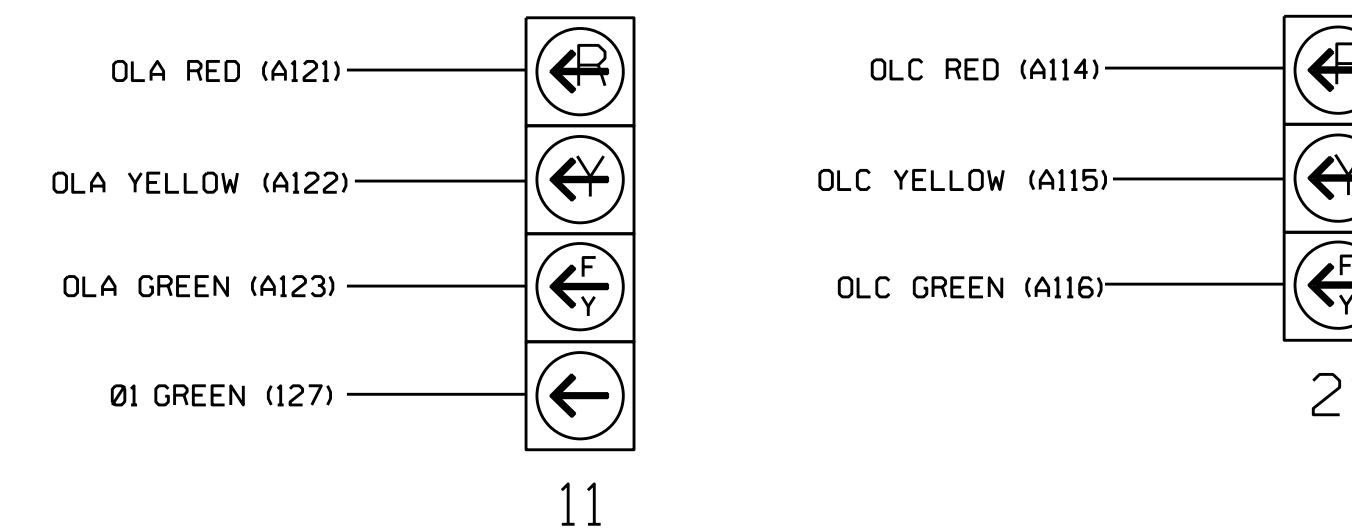 OLA RED (A121)
R
OLA YELLOW (A122)
Y
OLA GREEN (A123)
F
Y
Ø1 GREEN (127)
11
OLC RED (A114)
OLC YELLOW (A115)
Y
OLC GREEN (A116)
F
Y
2